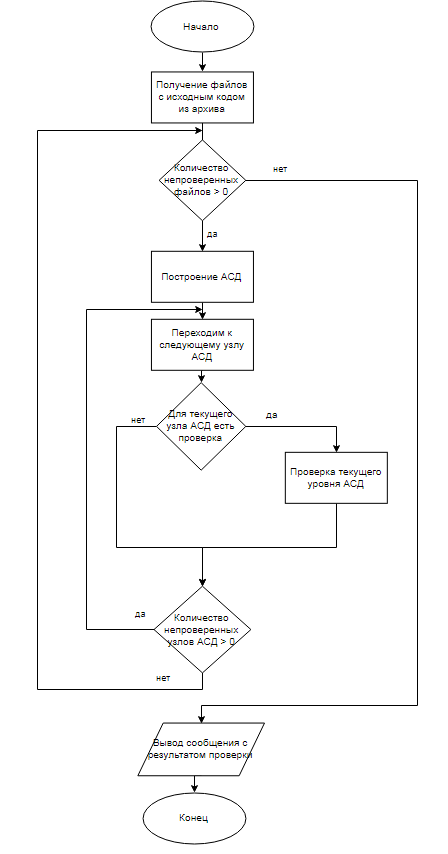 Начало
Получение файлов
с исходным кодом
из архива
Количество
непроверенных
файлов > 0
нет
да
Построение АСД
Переходим к
следующему узлу
АСД
Для текущего
узла АСД есть
проверка
нет
да
Проверка текущего
уровня АСД
Количество
непроверенных
узлов АСД > 0
да
нет
Вывод сообщения с
результатом проверки
Конец